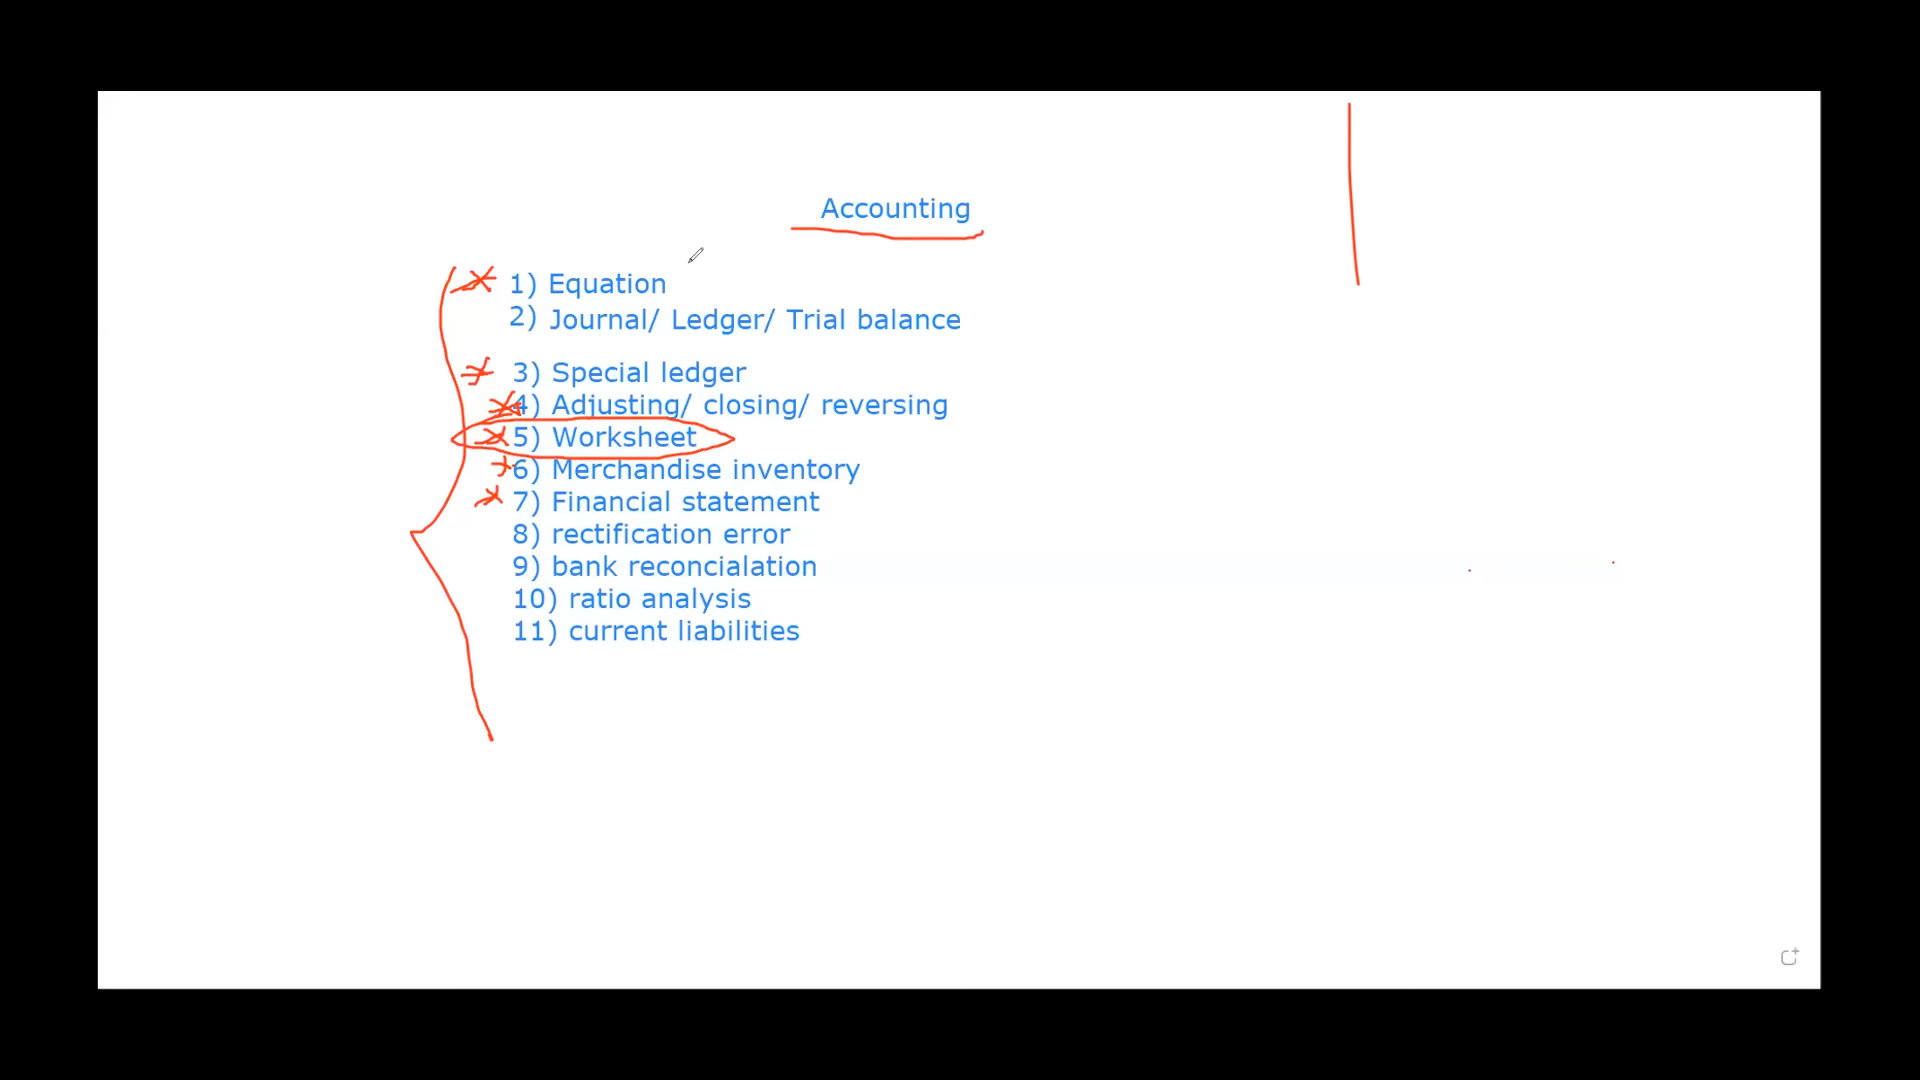 Accounting
1) Equation
2) Journal/ Ledger/ Trial balance
3) Special ledger
4) Adjusting/ closing/ reversing
5) Worksheet
6) Merchandise inventory
7) Financial statement
8) rectification error
9) bank reconcialation
10) ratio analysis
11) current liabilities